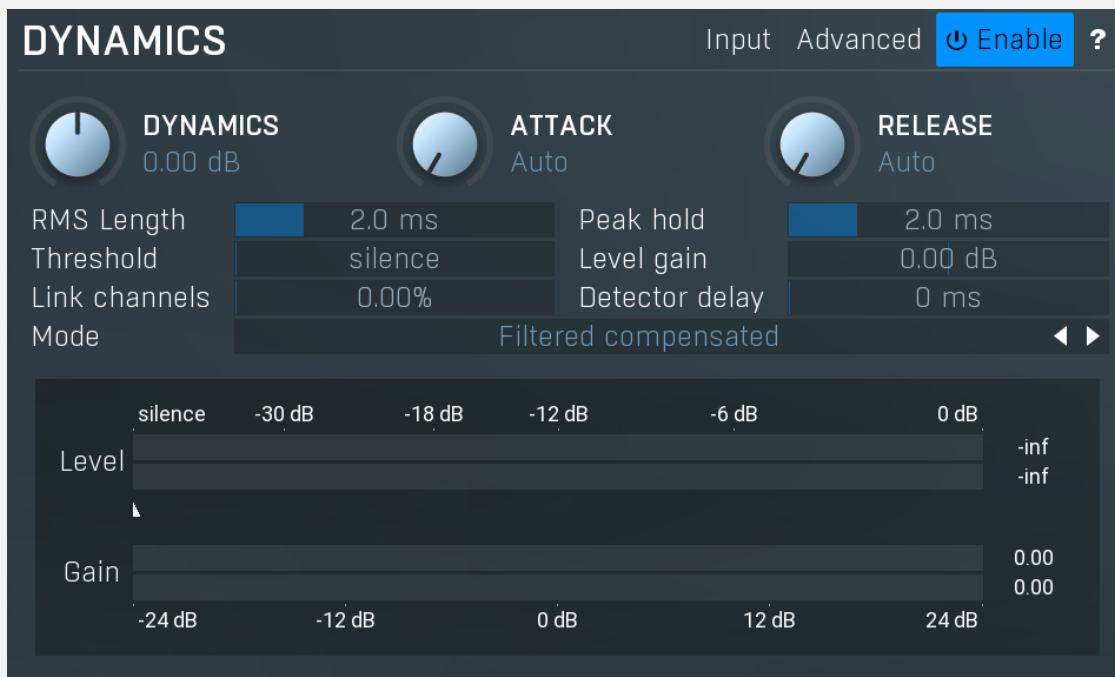 DYNAMICS Input Advanced Enable ?
DYNAMICS ATTACK RELEASE
0.00 dB Auto Auto
RMS Length 2.0 ms Peak hold 2.0 ms
Threshold silence Level gain 0.00 dB
Link channels 0.00% Detector delay 0 ms
Mode Filtered compensated
silence -30 dB -18 dB -12 dB -6 dB 0 dB
Level -inf
-inf
Gain 0.00
0.00
-24 dB -12 dB 0 dB 12 dB 24 dB